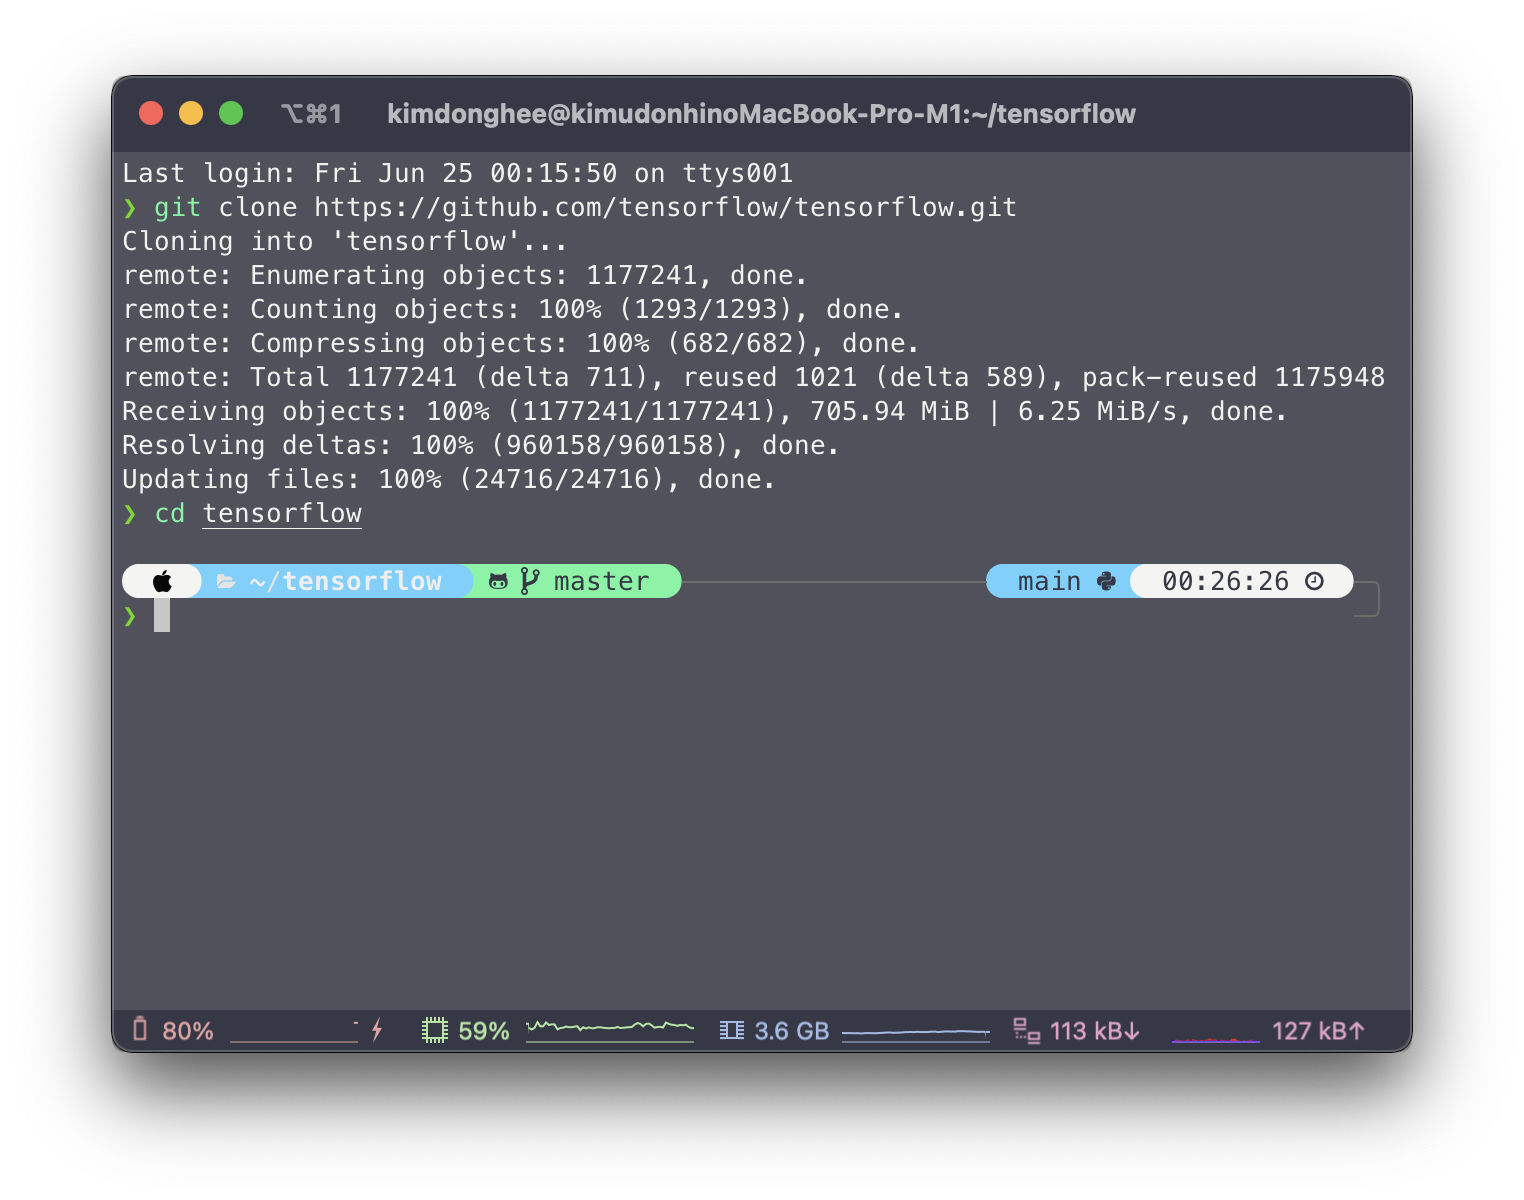 ⌥⌘1 kimdonghee@kimudonhinoMacBook-Pro-M1:~/tensorflow
Last login: Fri Jun 25 00:15:50 on ttys001
❯ git clone https://github.com/tensorflow/tensorflow.git
Cloning into 'tensorflow'...
remote: Enumerating objects: 1177241, done.
remote: Counting objects: 100% (1293/1293), done.
remote: Compressing objects: 100% (682/682), done.
remote: Total 1177241 (delta 711), reused 1021 (delta 589), pack-reused 1175948
Receiving objects: 100% (1177241/1177241), 705.94 MiB | 6.25 MiB/s, done.
Resolving deltas: 100% (960158/960158), done.
Updating files: 100% (24716/24716), done.
❯ cd tensorflow
~/tensorflow master main 00:26:26
❯
80% 59% 3.6 GB 113 kB↓ 127 kB↑